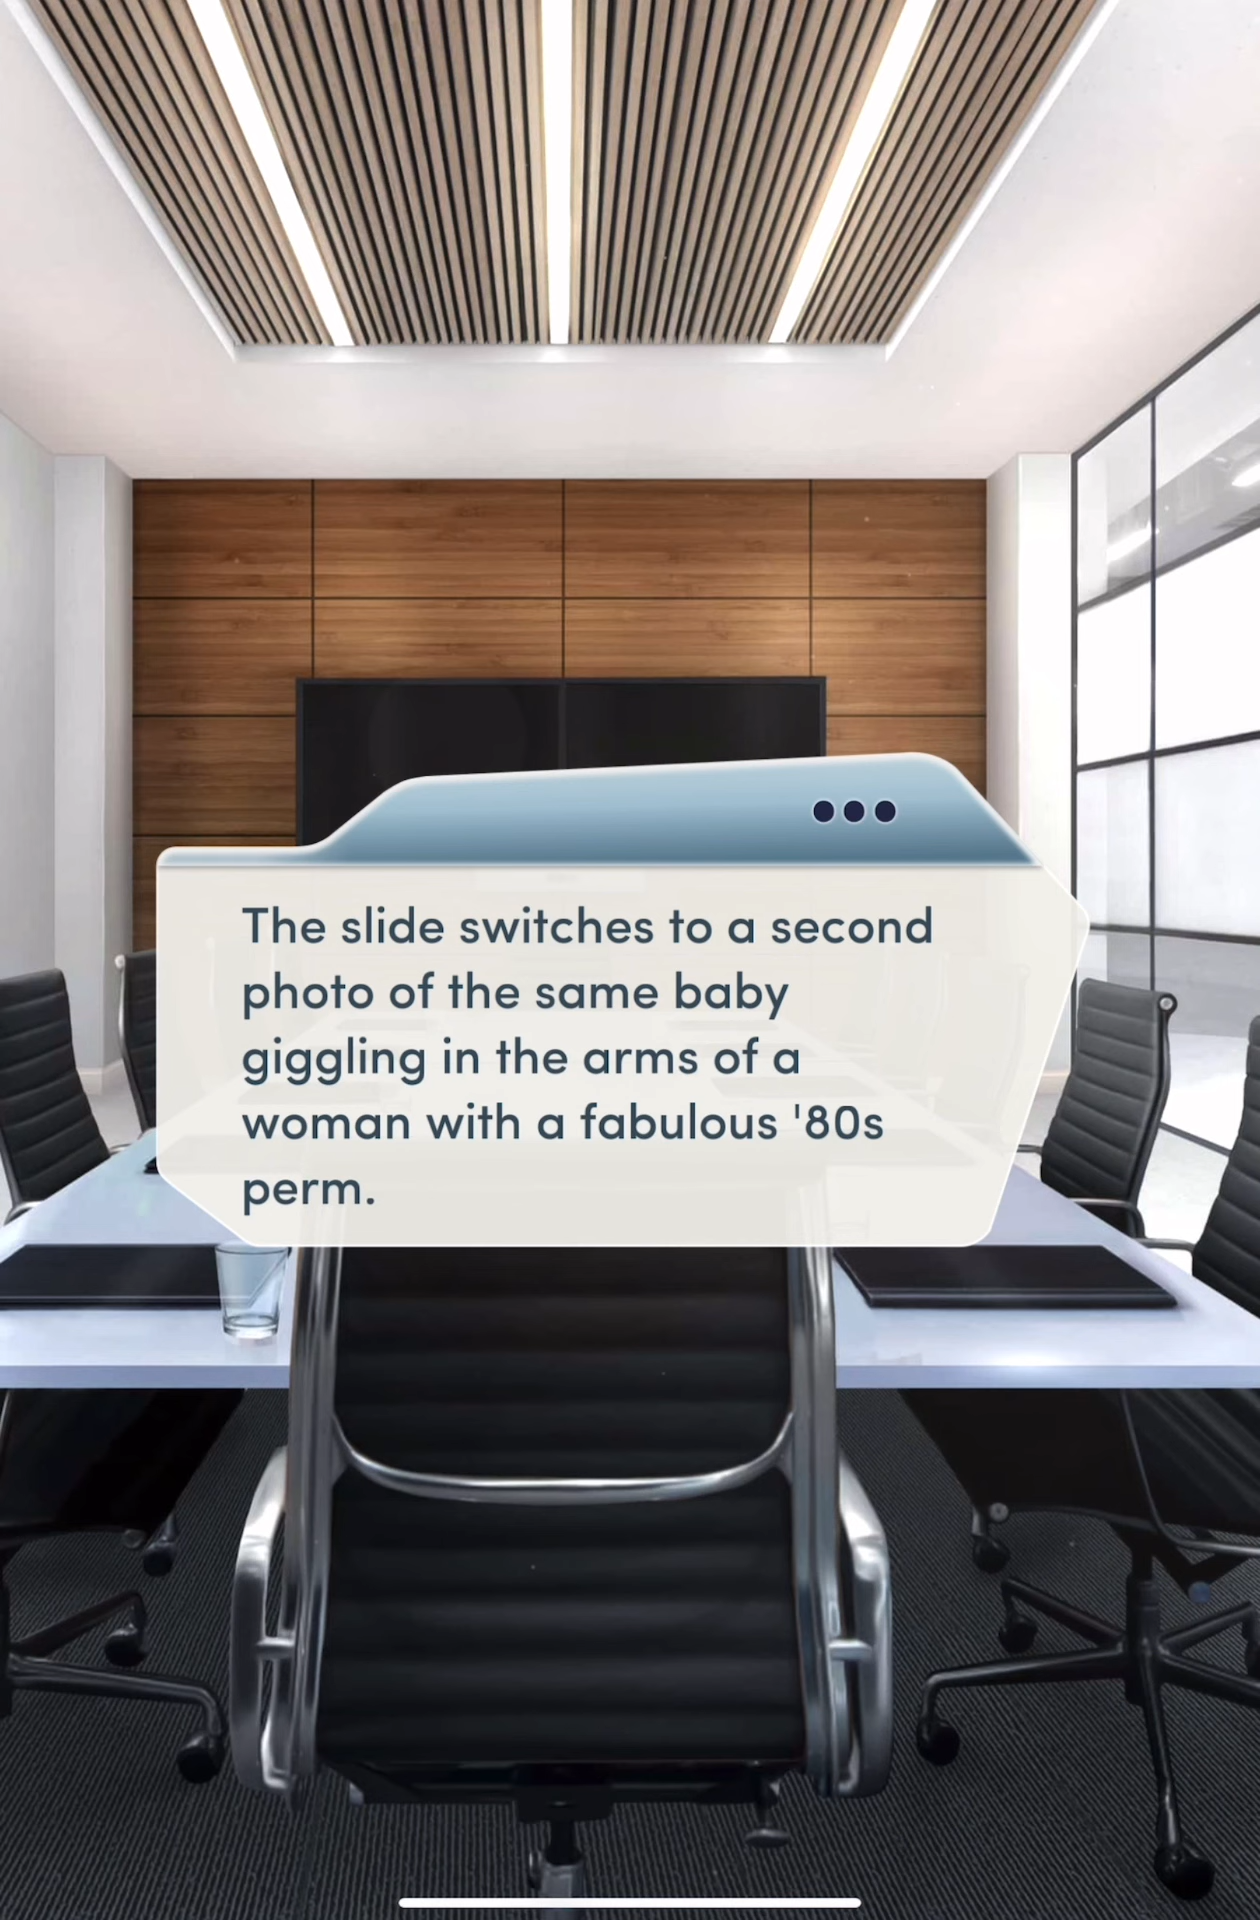 The slide switches to a second
photo of the same baby
giggling in the arms of a
woman with a fabulous '80s
perm.